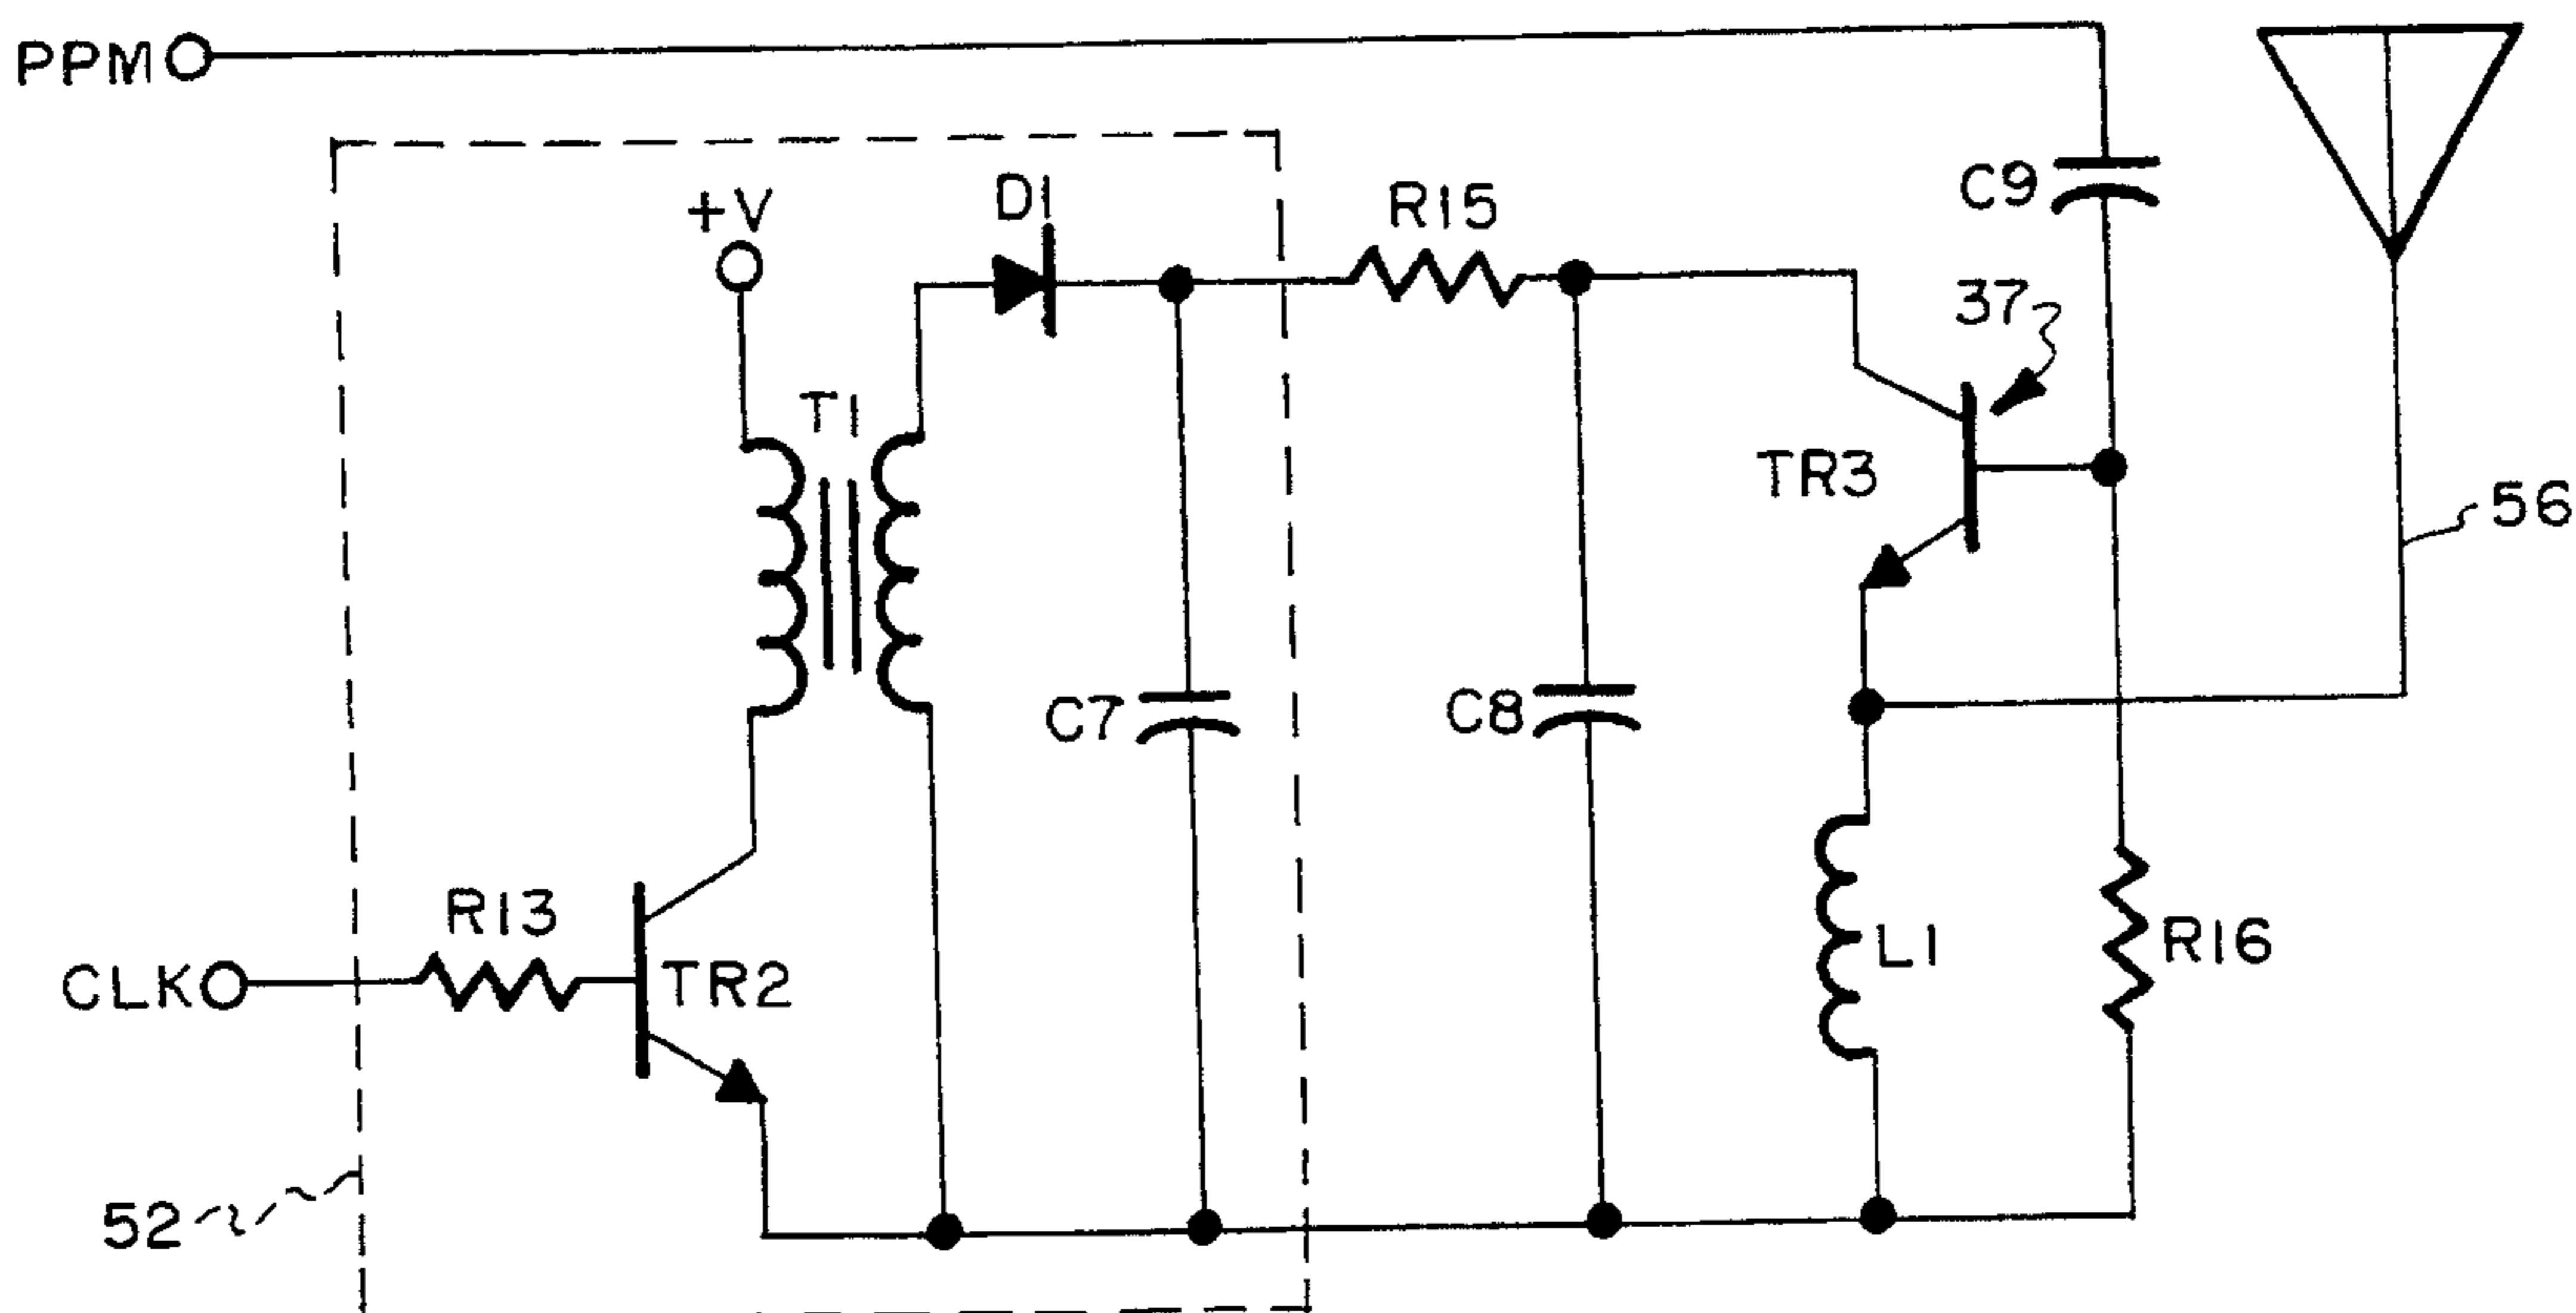 PPM
+V
D1
R15
C9
37
T1
TR3
56
C7
C8
R13
TR2
L1
R16
CLK
52